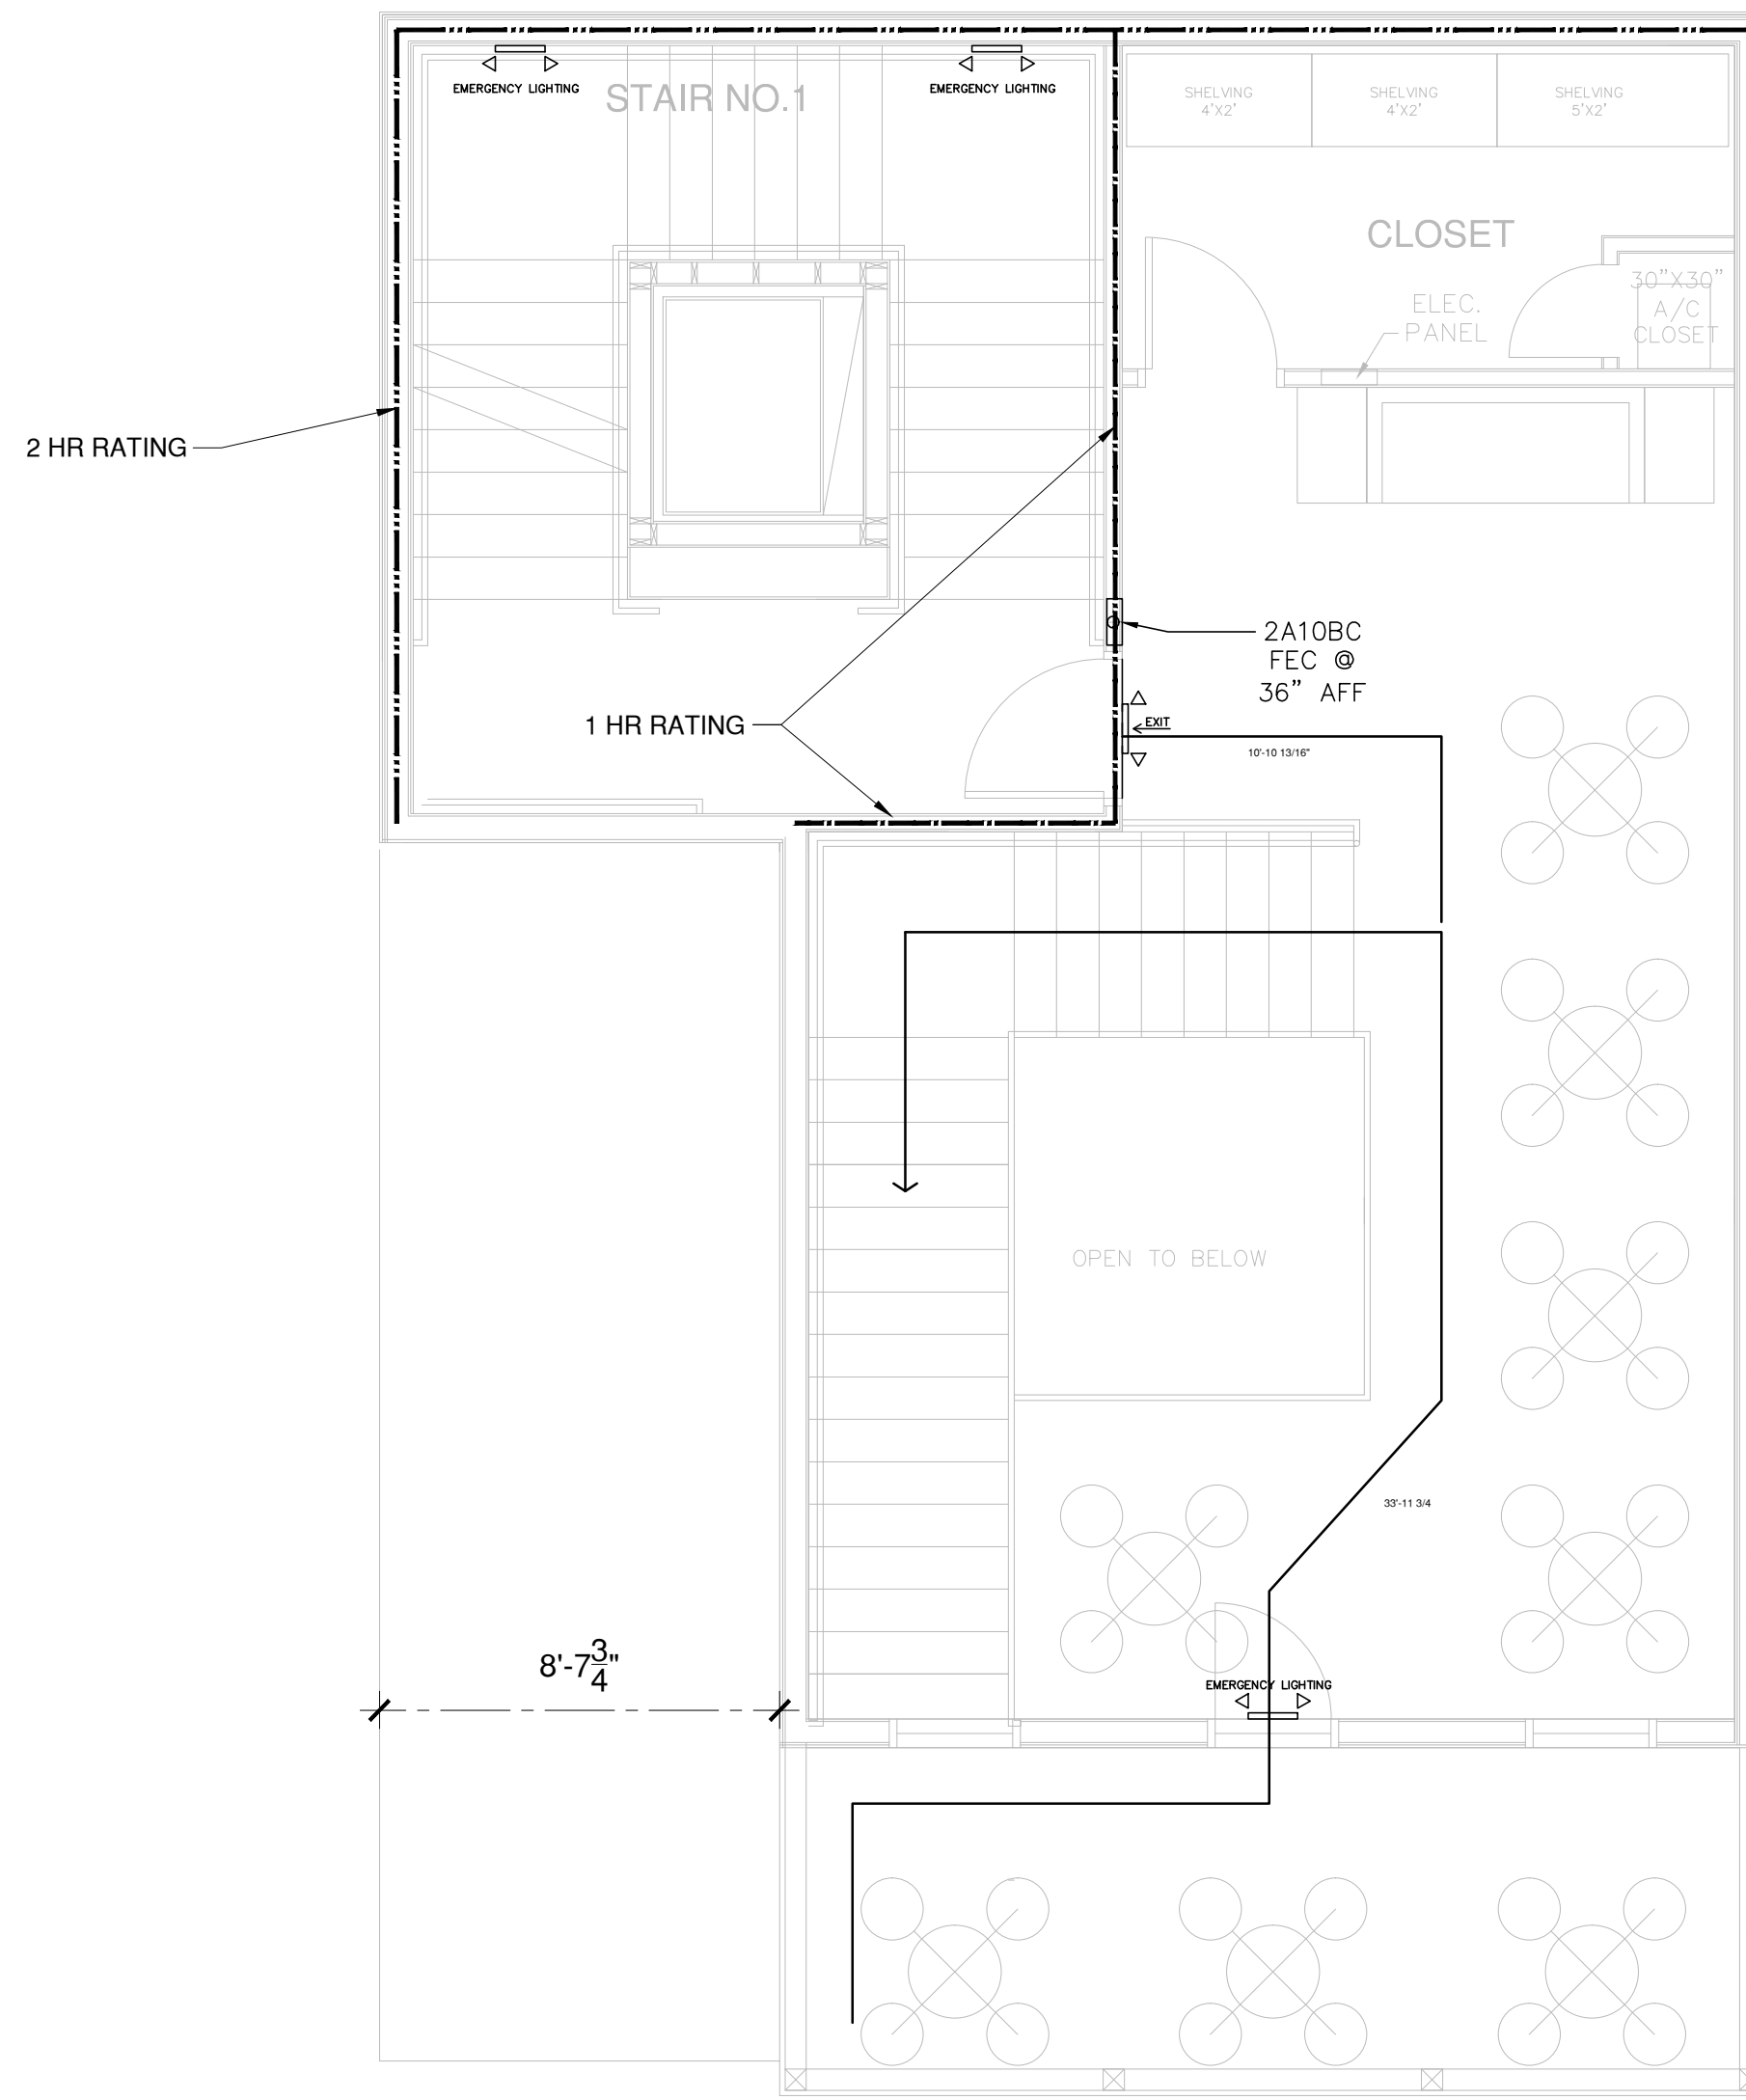 EMERGENCY LIGHTING
EMERGENCY LIGHTING
STAIR NO.1
SHELVING
4'X2'
SHELVING
4'X2'
SHELVING
5'X2'
CLOSET
30"X30"
A/C
CLOSET
ELEC.
PANEL
2 HR RATING
2A10BC
FEC @
36" AFF
1 HR RATING
EXIT
10'-10 13/16"
OPEN TO BELOW
33'-11 3/4
8'-7 3/4"
EMERGENCY LIGHTING